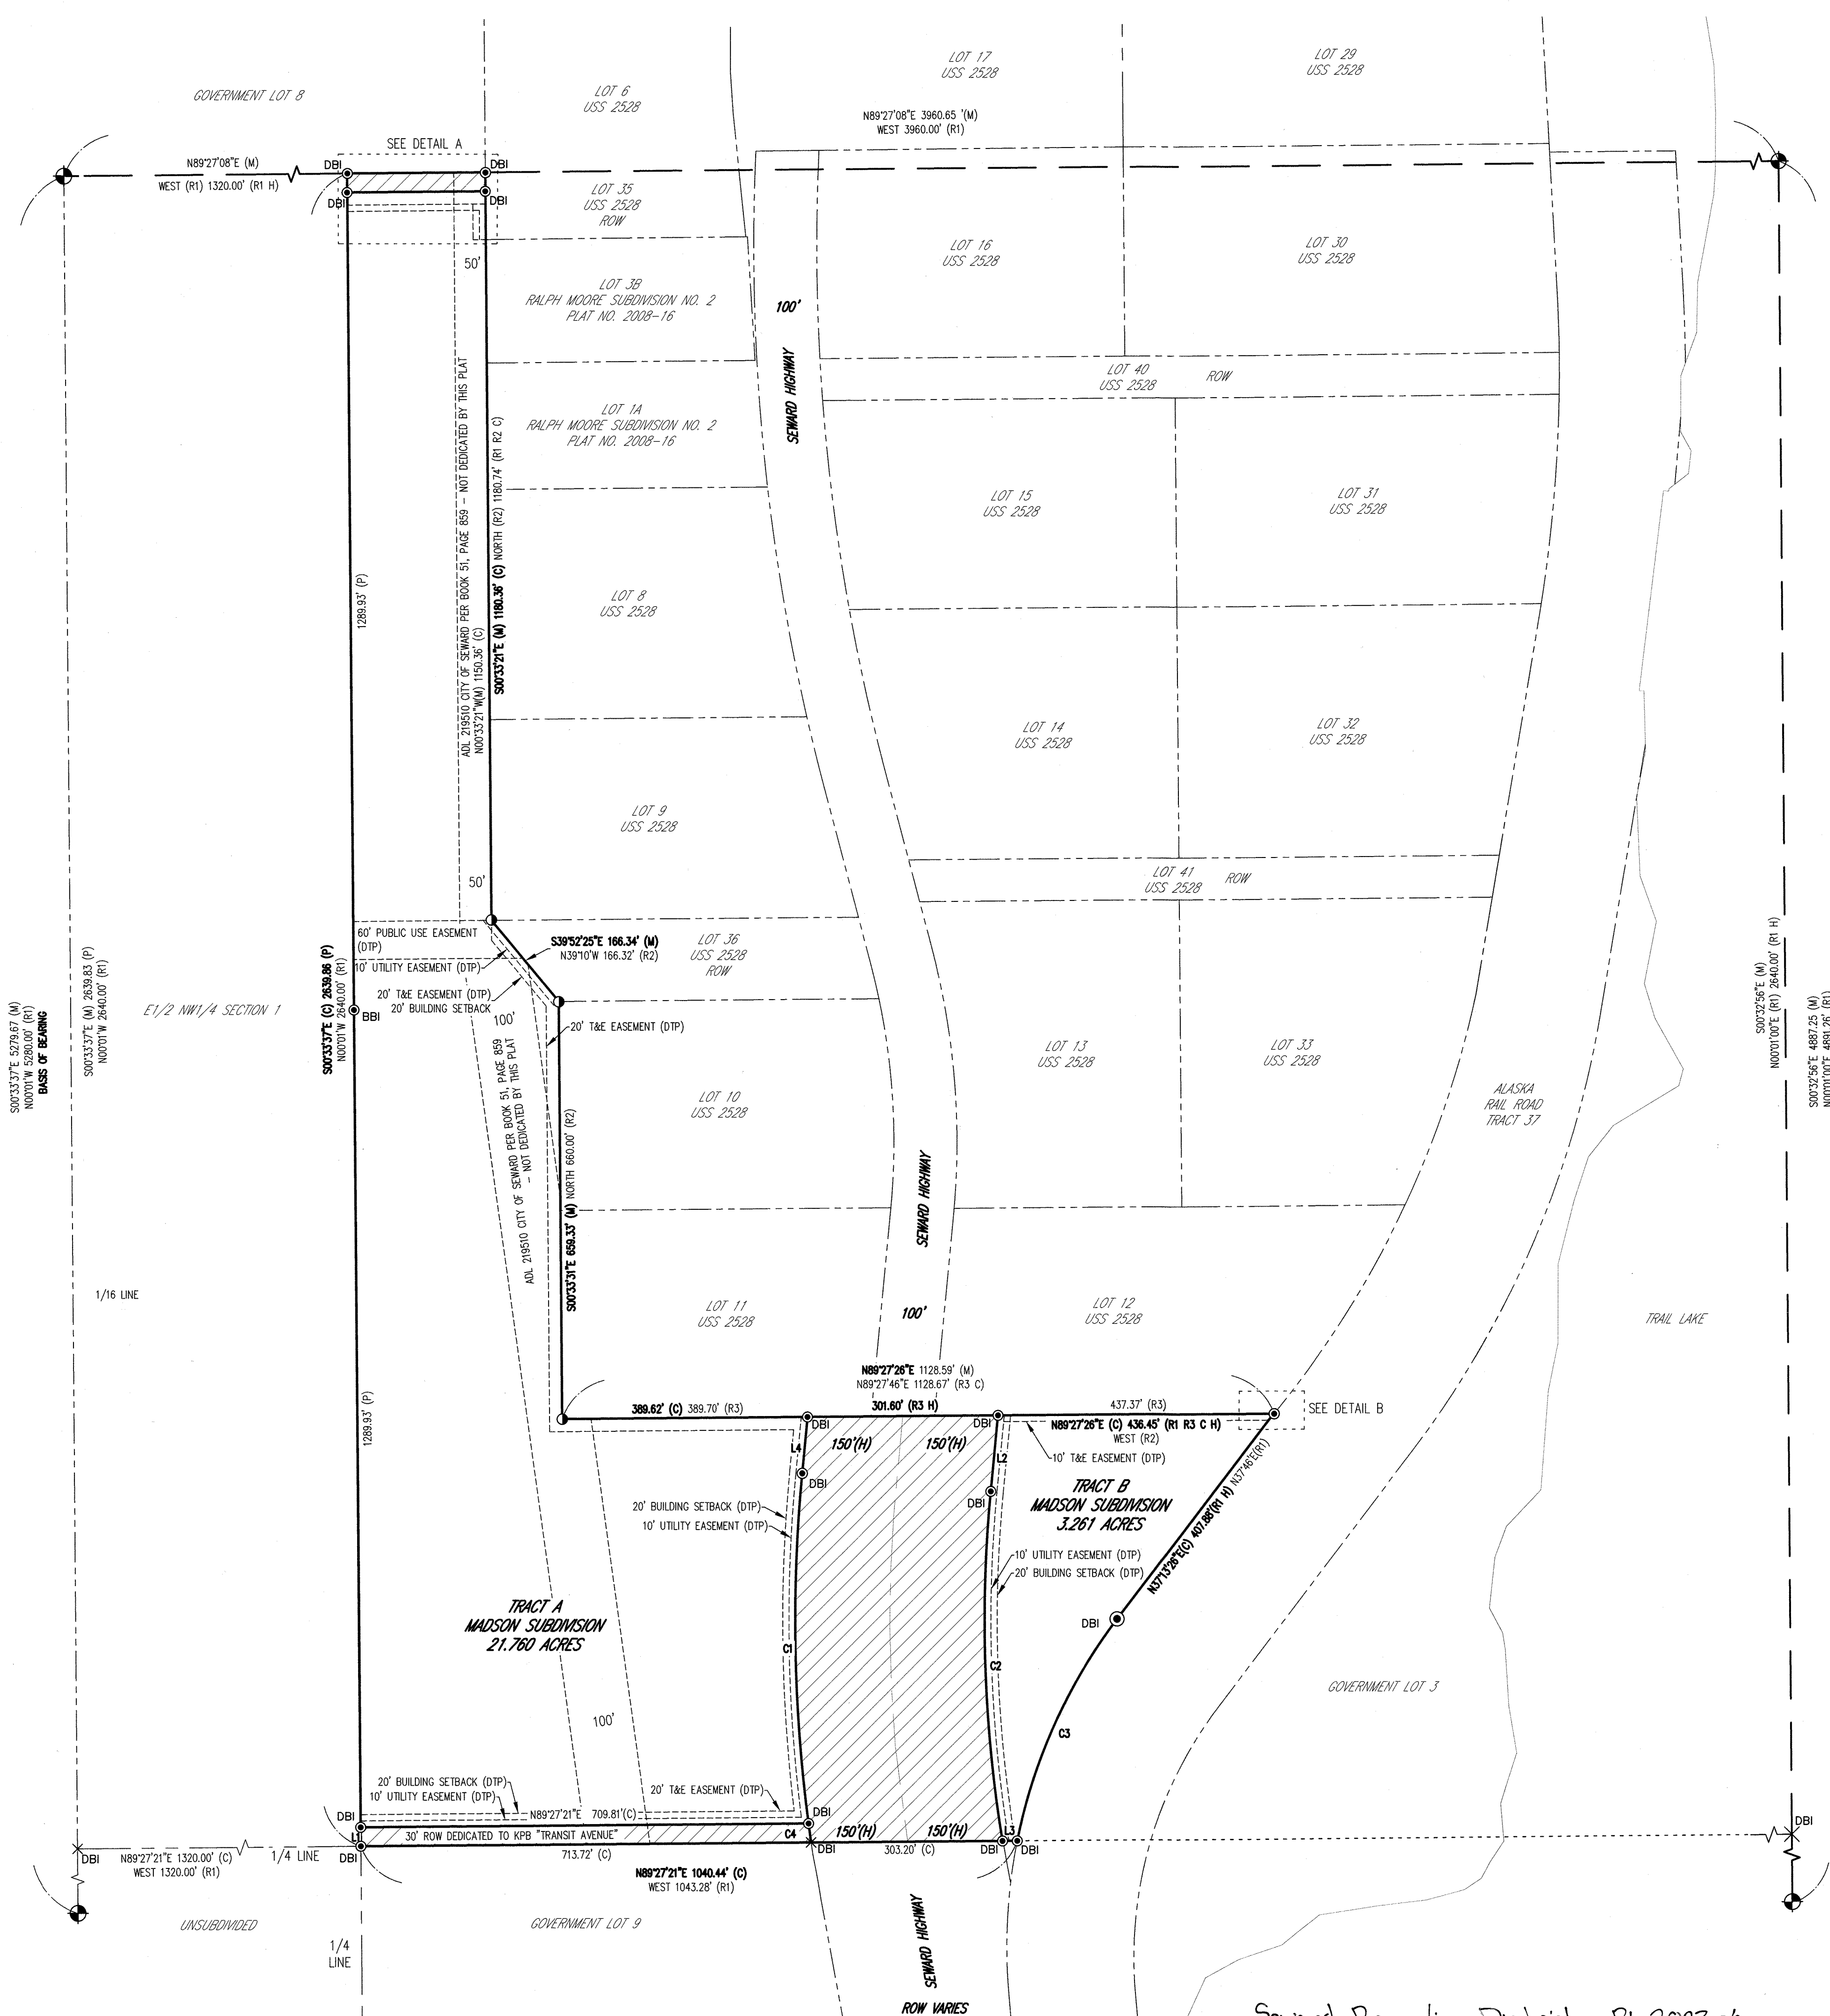 GOVERNMENT LOT 8
LOT 6
USS 2528
LOT 17
USS 2528
LOT 29
USS 2528
N89°27'08"E 3960.65 '(M)
WEST 3960.00' (R1)
SEE DETAIL A
N89°27'08"E (M)
WEST (R1) 1320.00' (R1 H)
DBI
DBI
DBI
DBI
LOT 35
USS 2528
ROW
50'
LOT 16
USS 2528
LOT 30
USS 2528
LOT 3B
RALPH MOORE SUBDIVISION NO. 2
PLAT NO. 2008-16
100'
SEWARD HIGHWAY
LOT 40
USS 2528
ROW
LOT 1A
RALPH MOORE SUBDIVISION NO. 2
PLAT NO. 2008-16
LOT 15
USS 2528
LOT 31
USS 2528
1289.93' (P)
ADL 219510 CITY OF SEWARD PER BOOK 51, PAGE 859 - NOT DEDICATED BY THIS PLAT
N00°33'21"W(M) 1150.36' (C)
S00°33'21"E (M) 1180.36' (C) NORTH (R2) 1180.74' (R1 R2 C)
LOT 8
USS 2528
LOT 14
USS 2528
LOT 32
USS 2528
LOT 9
USS 2528
50'
LOT 41
USS 2528
ROW
60' PUBLIC USE EASEMENT
(DTP)
S39°52'25"E 166.34' (M)
N39°10'W 166.32' (R2)
LOT 36
USS 2528
ROW
10' UTILITY EASEMENT (DTP)
20' T&E EASEMENT (DTP)
20' BUILDING SETBACK
100'
20' T&E EASEMENT (DTP)
S00°33'37"E 5279.67 (M)
N00°01'W 5280.00' (R1)
BASIS OF BEARING
S00°33'37"E (M) 2639.83 (P)
N00°01'W 2640.00' (R1)
E1/2 NW1/4 SECTION 1
S00°33'37"E (C) 2639.86 (P)
N00°01'W 2640.00' (R1)
BBI
ADL 219510 CITY OF SEWARD PER BOOK 51, PAGE 859
- NOT DEDICATED BY THIS PLAT
LOT 13
USS 2528
LOT 33
USS 2528
S00°32'56"E (M)
N00°01'00"E (R1) 2640.00' (R1 H)
S00°32'56"E 4887.25 (M)
N00°01'00"E 4891.26' (R1)
LOT 10
USS 2528
ALASKA
RAIL ROAD
TRACT 37
S00°33'31"E 659.33' (M) NORTH 660.00' (R2)
SEWARD HIGHWAY
1/16 LINE
LOT 11
USS 2528
100'
LOT 12
USS 2528
TRAIL LAKE
N89°27'26"E 1128.59' (M)
N89°27'46"E 1128.67' (R3 C)
389.62' (C) 389.70' (R3)
301.60' (R3 H)
437.37' (R3)
SEE DETAIL B
N89°27'26"E (C) 436.45' (R1 R3 C H)
WEST (R2)
DBI
DBI
1289.93' (P)
L4
150'(H)
150'(H)
L2
10' T&E EASEMENT (DTP)
DBI
DBI
TRACT B
MADSON SUBDIVISION
3.261 ACRES
N37°13'26"E(C) 407.88'(R1 H) N37°46'E(R1)
20' BUILDING SETBACK (DTP)
10' UTILITY EASEMENT (DTP)
10' UTILITY EASEMENT (DTP)
20' BUILDING SETBACK (DTP)
TRACT A
MADSON SUBDIVISION
21.760 ACRES
DBI
C1
C2
GOVERNMENT LOT 3
100'
C3
20' BUILDING SETBACK (DTP)
10' UTILITY EASEMENT (DTP)
20' T&E EASEMENT (DTP)
DBI
N89°27'21"E 709.81'(C)
DBI
DBI
L1
30' ROW DEDICATED TO KPB "TRANSIT AVENUE"
C4
150'(H)
150'(H)
L3
DBI
N89°27'21"E 1320.00' (C)
WEST 1320.00' (R1)
1/4 LINE
DBI
713.72' (C)
DBI
303.20' (C)
DBI
DBI
N89°27'21"E 1040.44' (C)
WEST 1043.28' (R1)
UNSUBDIVIDED
GOVERNMENT LOT 9
1/4
LINE
SEWARD HIGHWAY
ROW VARIES